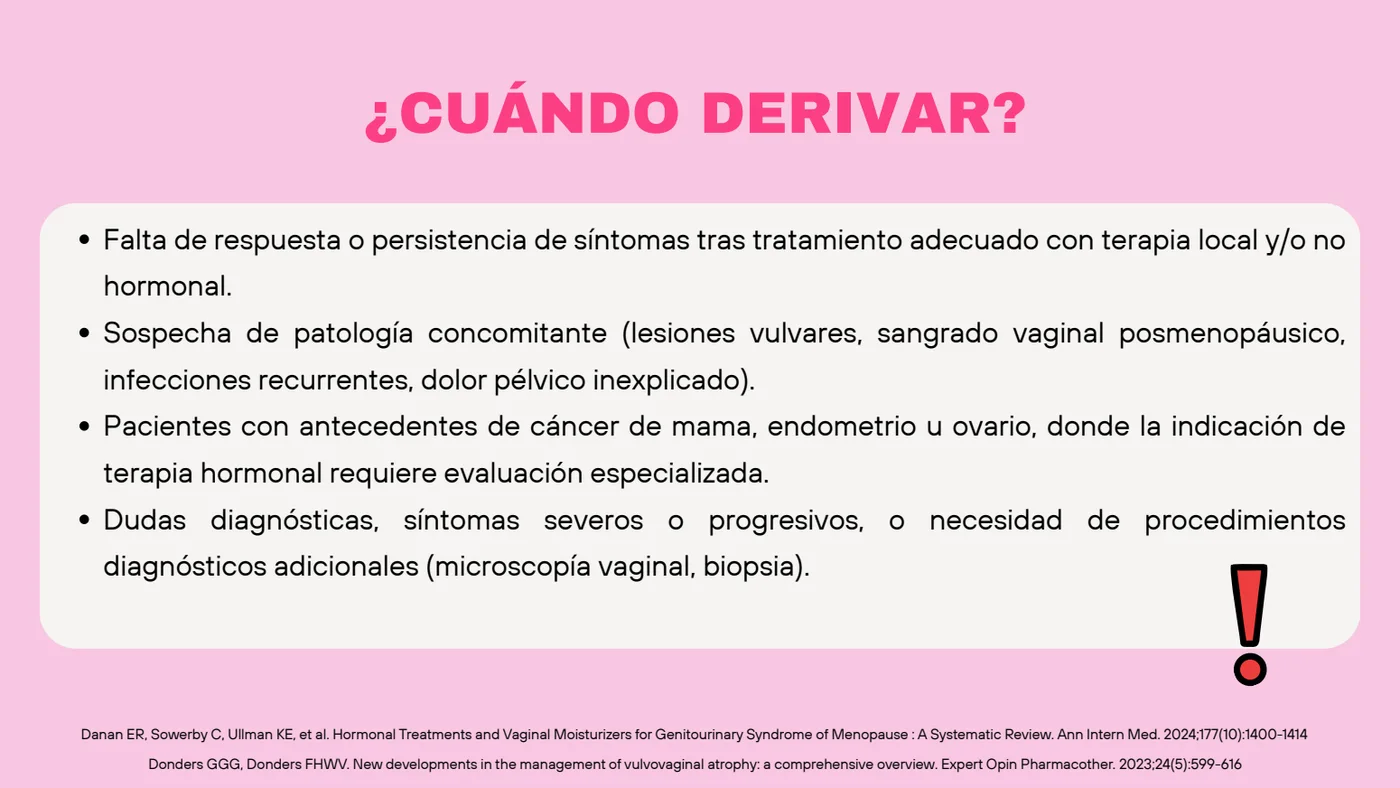 ¿CUÁNDO DERIVAR?
• Falta de respuesta o persistencia de síntomas tras tratamiento adecuado con terapia local y/o no
hormonal.
• Sospecha de patología concomitante (lesiones vulvares, sangrado vaginal posmenopáusico,
infecciones recurrentes, dolor pélvico inexplicado).
• Pacientes con antecedentes de cáncer de mama, endometrio u ovario, donde la indicación de
terapia hormonal requiere evaluación especializada.
• Dudas diagnósticas, síntomas severos o progresivos, o necesidad de procedimientos
diagnósticos adicionales (microscopía vaginal, biopsia).
Danan ER, Sowerby C, Ullman KE, et al. Hormonal Treatments and Vaginal Moisturizers for Genitourinary Syndrome of Menopause : A Systematic Review. Ann Intern Med. 2024;177(10):1400-1414
Donders GGG, Donders FHWV. New developments in the management of vulvovaginal atrophy: a comprehensive overview. Expert Opin Pharmacother. 2023;24(5):599-616